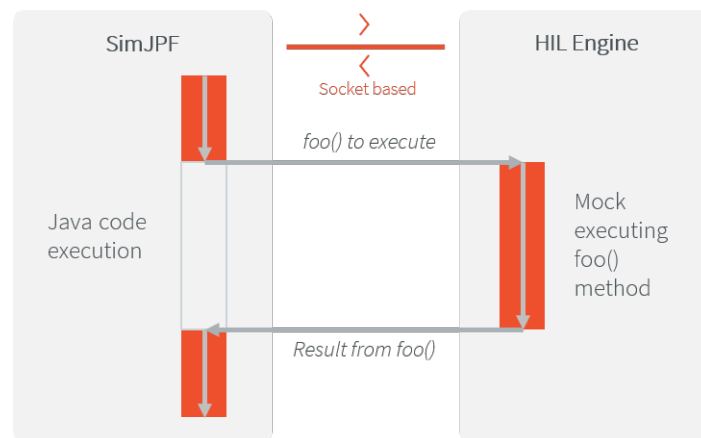 SimJPF
HIL Engine
Socket based
foo() to execute
Java code
execution
Mock
executing
foo()
method
Result from foo()